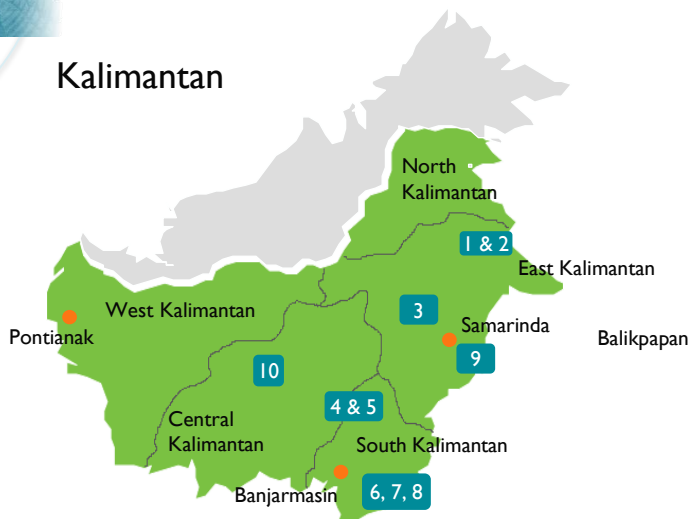 Kalimantan
North
Kalimantan
1 & 2
East Kalimantan
West Kalimantan
3
Samarinda
Pontianak
Balikpapan
9
10
4 & 5
Central
Kalimantan
South Kalimantan
Banjarmasin
6, 7, 8